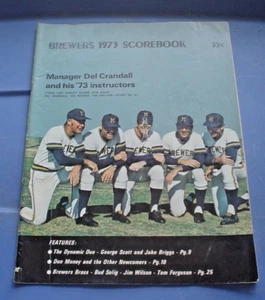 BREWERS 1973 SCOREBOOK
Manager Del Crandall
and his '73 instructors
FEATURES:
• The Dynamic Duo - George Scott and John Briggs - Pg.9
• Don Money and the Other Newcomers - Pg.18
• Brewers Brass - Bud Selig - Jim Wilson - Tom Ferguson - Pg.25